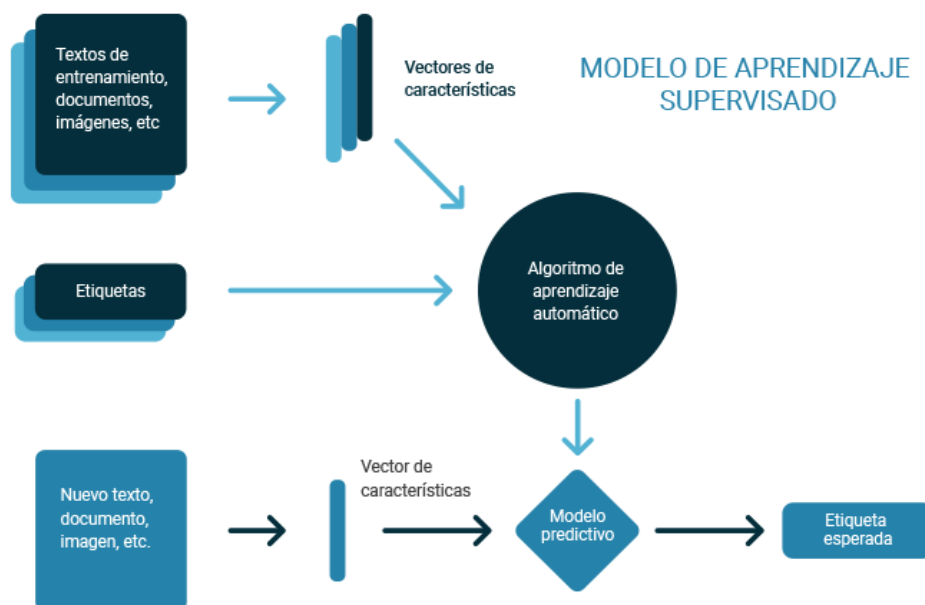 Textos de
entrenamiento,
documentos,
imágenes, etc
Vectores de
características
MODELO DE APRENDIZAJE
SUPERVISADO
Etiquetas
Algoritmo de
aprendizaje
automático
Nuevo texto,
documento,
imagen, etc.
Vector de
características
Modelo
predictivo
Etiqueta
esperada